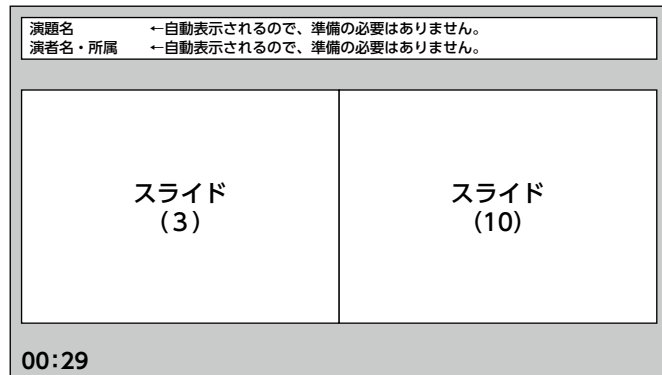 演題名 ←自動表示されるので、準備の必要はありません。
演者名・所属 ←自動表示されるので、準備の必要はありません。
スライド
（3）
スライド
（10）
00：29